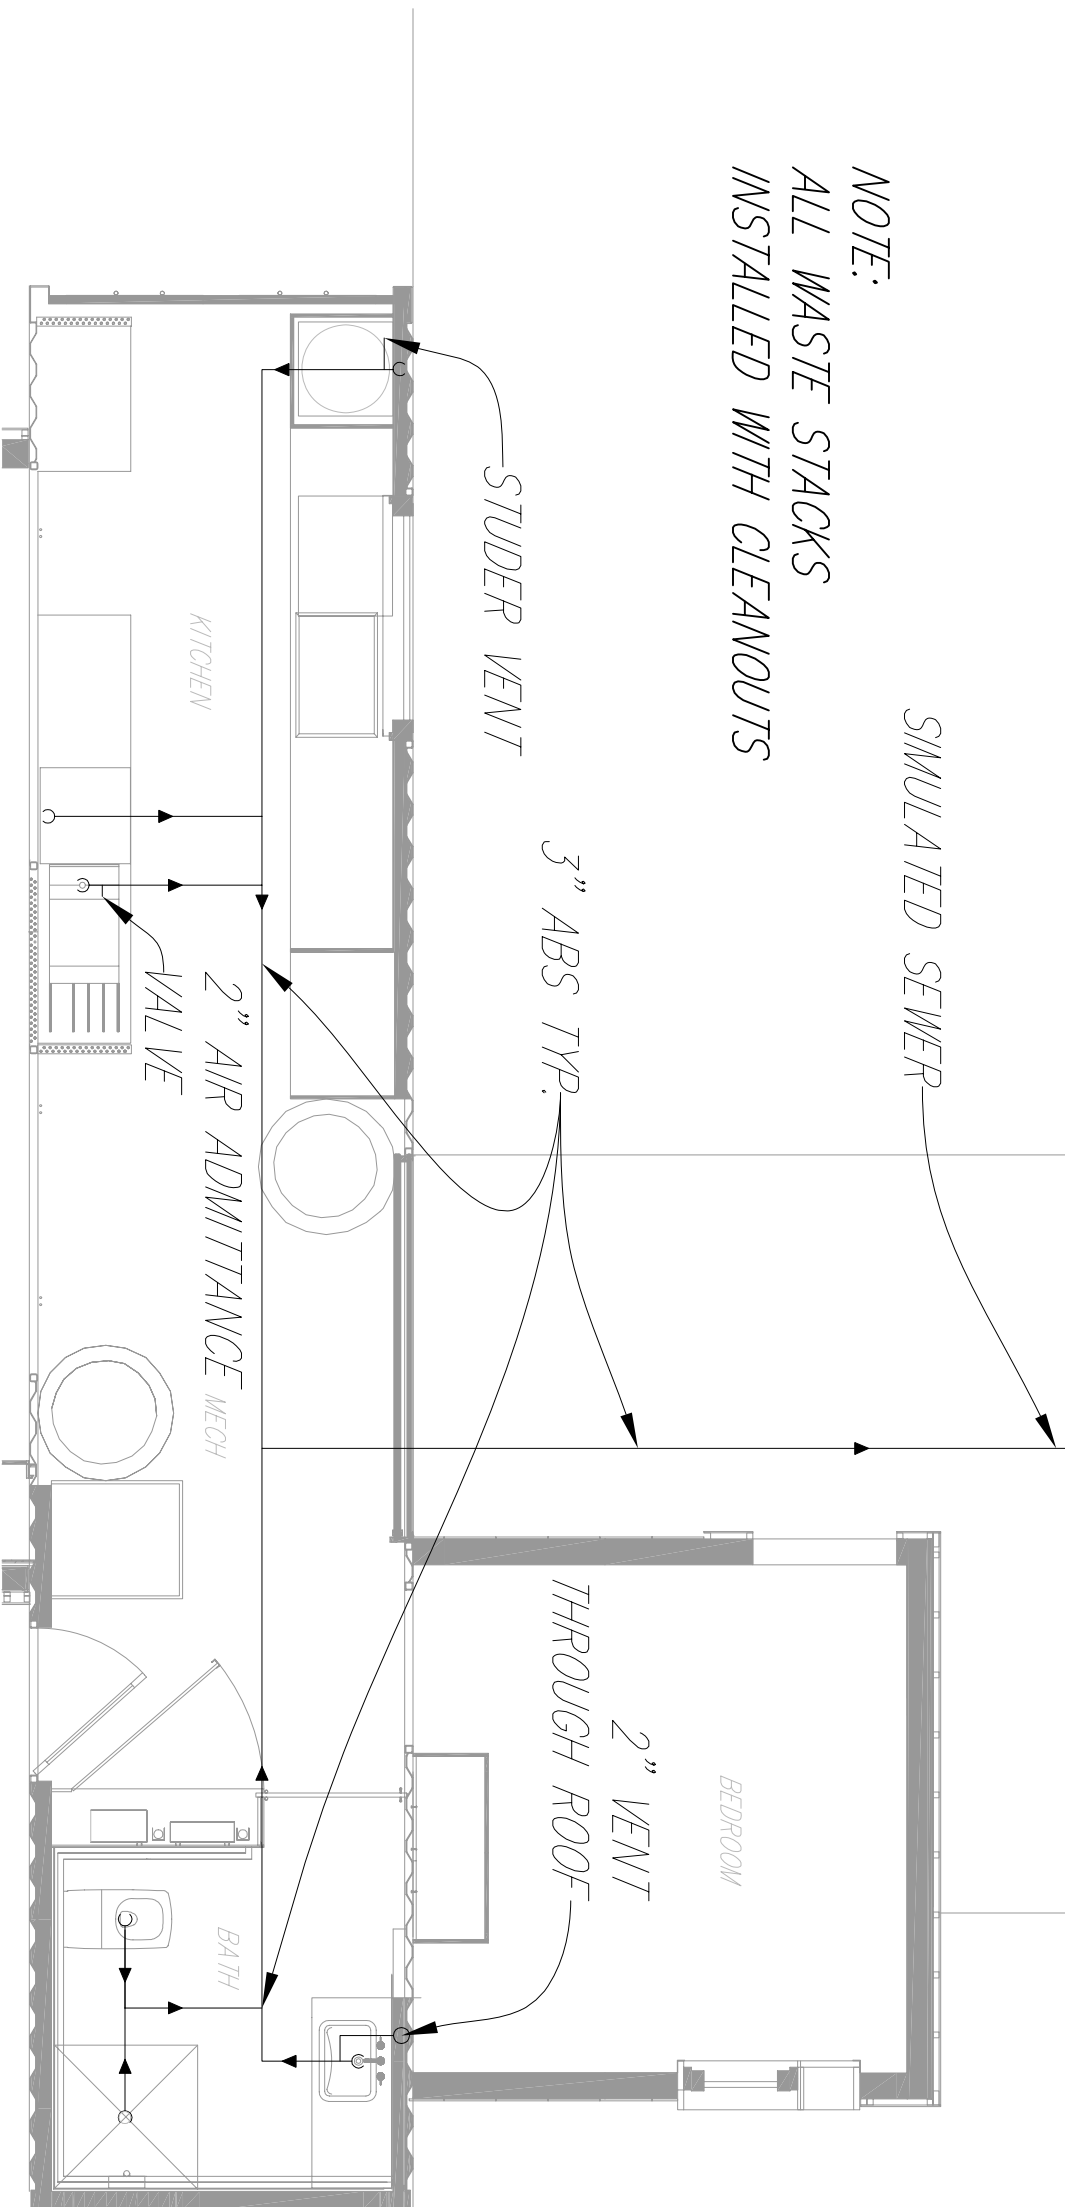 NOTE:
ALL WASTE STACKS
INSTALLED WITH CLEANOUTS
SIMULATED SEWER
3" ABS TYP.
STUDER VENT
KITCHEN
2" AIR ADMITTANCE
VALVE
MECH
2" VENT
THROUGH ROOF
BEDROOM
BATH